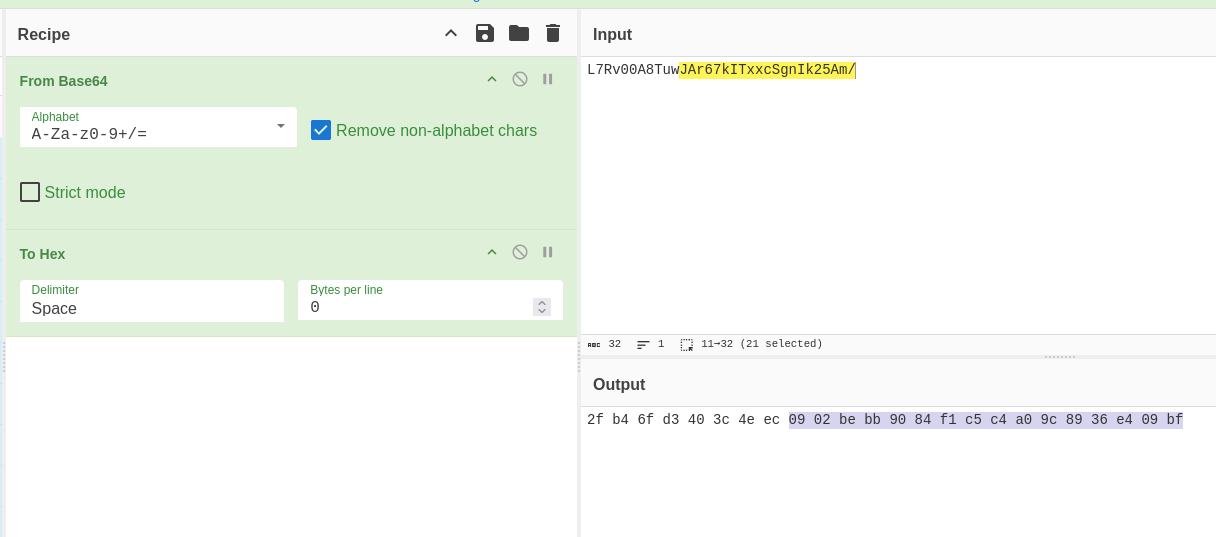 Recipe
From Base64
Alphabet
A-Za-z0-9+/=
Remove non-alphabet chars
Strict mode
To Hex
Delimiter
Space
Bytes per line
0
Input
L7Rv00A8TuwJAr67kITxxcSgnIk25Am/
ABC 32 1 11→32 (21 selected)
Output
2f b4 6f d3 40 3c 4e ec 09 02 be bb 90 84 f1 c5 c4 a0 9c 89 36 e4 09 bf